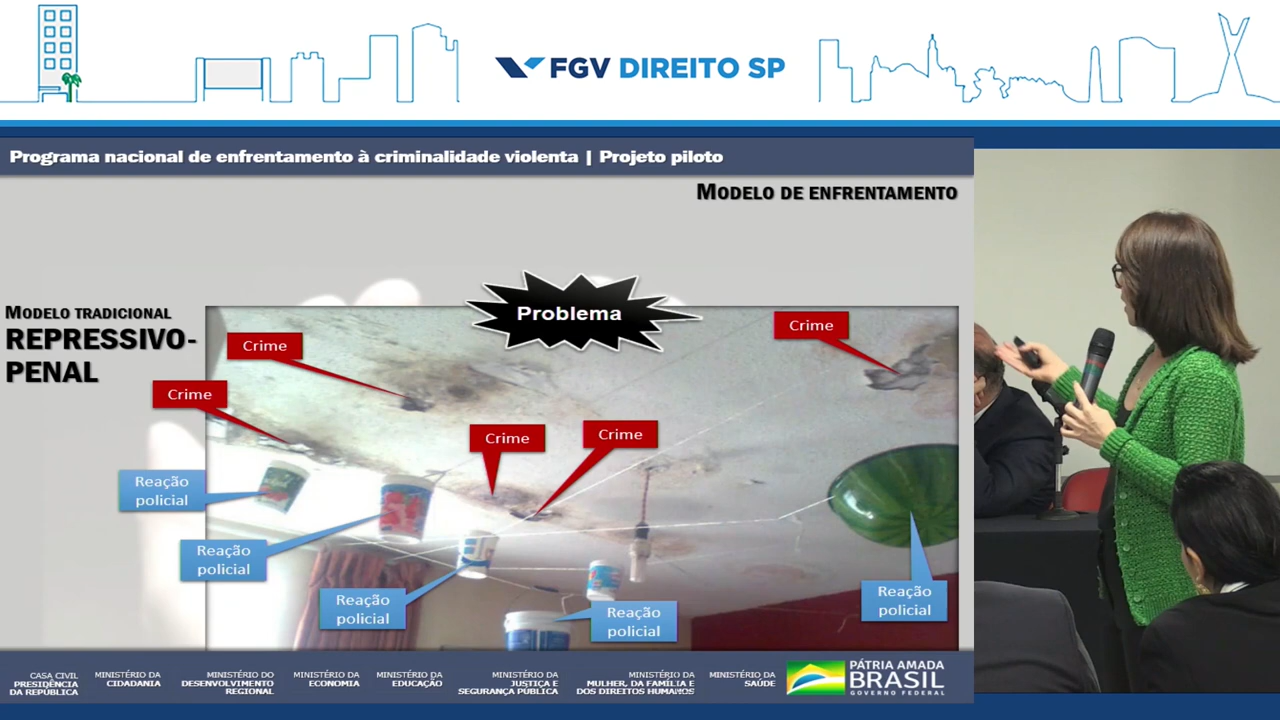 FGV DIREITO SP
Programa nacional de enfrentamento à criminalidade violenta | Projeto piloto
MODELO DE ENFRENTAMENTO
MODELO TRADICIONAL
REPRESSIVO-
PENAL
Problema
Crime
Crime
Crime
Crime
Crime
Reação
policial
Reação
policial
Reação
policial
Reação
policial
Reação
policial
CASA CIVIL
PRESIDÊNCIA
DA REPÚBLICA
MINISTÉRIO DA
CIDADANIA
MINISTÉRIO DO
DESENVOLVIMENTO
REGIONAL
MINISTÉRIO DA
ECONOMIA
MINISTÉRIO DA
EDUCAÇÃO
MINISTÉRIO DA
JUSTIÇA E
SEGURANÇA PÚBLICA
MINISTÉRIO DA
MULHER, DA FAMÍLIA E
DOS DIREITOS HUMANOS
MINISTÉRIO DA
SAÚDE
PÁTRIA AMADA
BRASIL
GOVERNO FEDERAL